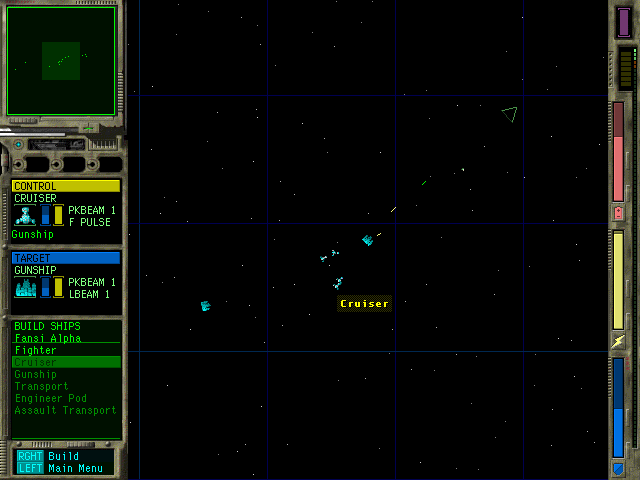 CONTROL
CRUISER
PKBEAM 1
F PULSE
Gunship
TARGET
GUNSHIP
PKBEAM 1
LBEAM 1
BUILD SHIPS
Fansi Alpha
Fighter
Cruiser
Gunship
Transport
Engineer Pod
Assault Transport
RGHT Build
LEFT Main Menu
Cruiser